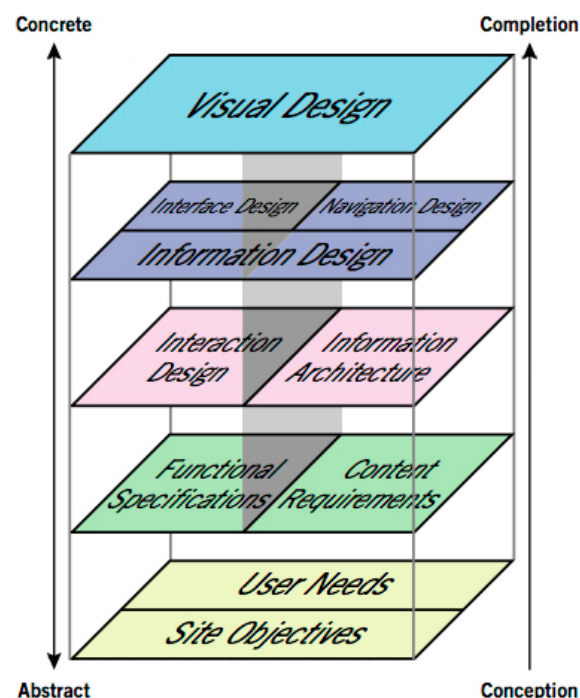 Concrete
Completion
Visual Design
Interface Design
Navigation Design
Information Design
Interaction
Design
Information
Architecture
Functional
Specifications
Content
Requirements
User Needs
Site Objectives
Abstract
Conception